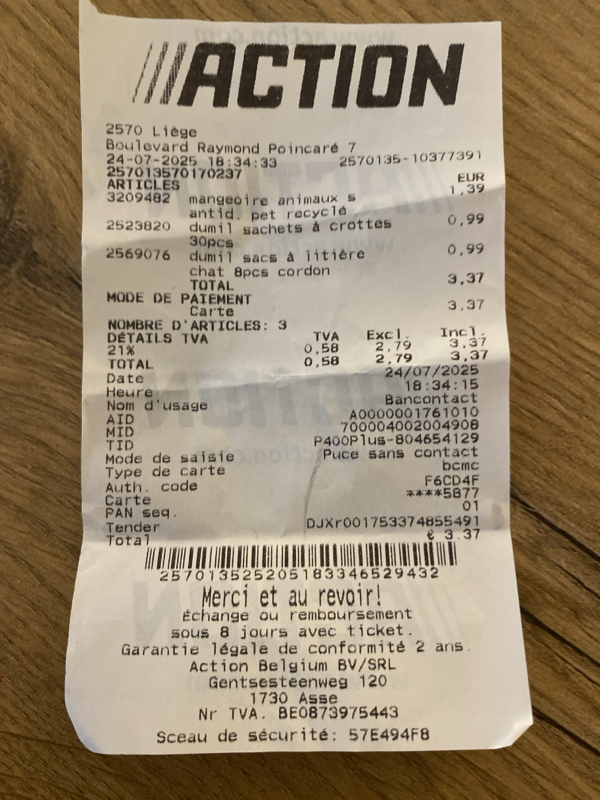 ///ACTION
2570 Liège
Boulevard Raymond Poincaré 7
24-07-2025 18:34:33 2570135-10377391
257013570170237
ARTICLES EUR
3209482 mangeoire animaux s 1,39
antid. pet recyclé
2523820 dumil sachets à crottes 0,99
30pcs
2569076 dumil sacs à litière 0,99
chat 8pcs cordon
TOTAL 3,37
MODE DE PAIEMENT
Carte 3,37
NOMBRE D'ARTICLES: 3
DÉTAILS TVA TVA Excl. Incl.
21% 0,58 2,79 3,37
TOTAL 0,58 2,79 3,37
Date 24/07/2025
Heure 18:34:15
Nom d'usage Bancontact
AID A0000001761010
MID 700004002004908
TID P400Plus-804654129
Mode de saisie Puce sans contact
Type de carte bcmc
Auth. code F6CD4F
Carte ****5877
PAN seq. 01
Tender DJXr001753374855491
Total € 3.37
2570135252051833465​29432
Merci et au revoir!
Échange ou remboursement
sous 8 jours avec ticket.
Garantie légale de conformité 2 ans.
Action Belgium BV/SRL
Gentsesteenweg 120
1730 Asse
Nr TVA. BE0873975443
Sceau de sécurité: 57E494F8